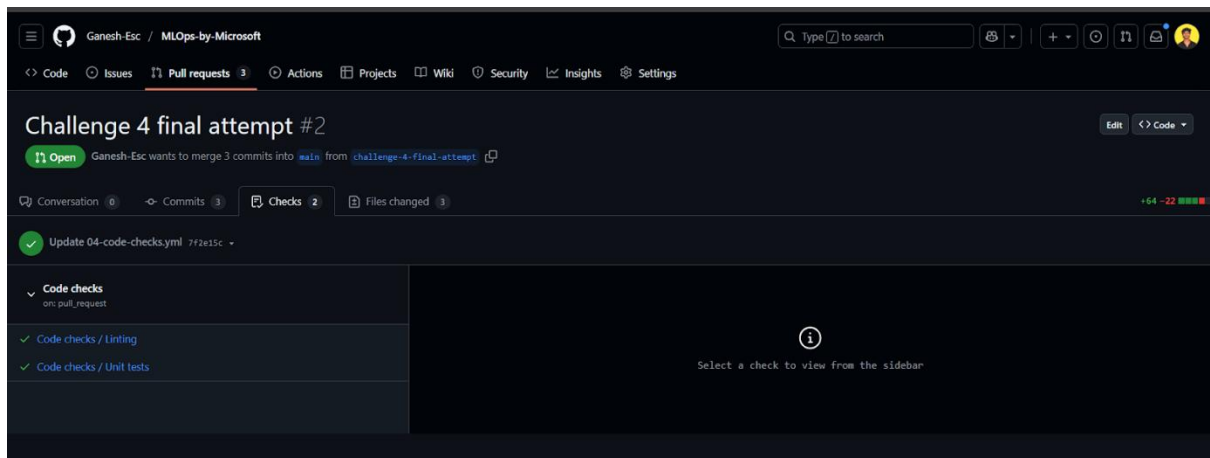 Ganesh-Esc / MLOps-by-Microsoft
Type / to search
Code Issues Pull requests 3 Actions Projects Wiki Security Insights Settings
Challenge 4 final attempt #2
Edit <> Code
Open Ganesh-Esc wants to merge 3 commits into main from challenge-4-final-attempt
Conversation 0 Commits 3 Checks 2 Files changed 3
+64 −22
Update 04-code-checks.yml 7f2e15c
Code checks
on: pull_request
Code checks / Linting
Code checks / Unit tests
Select a check to view from the sidebar